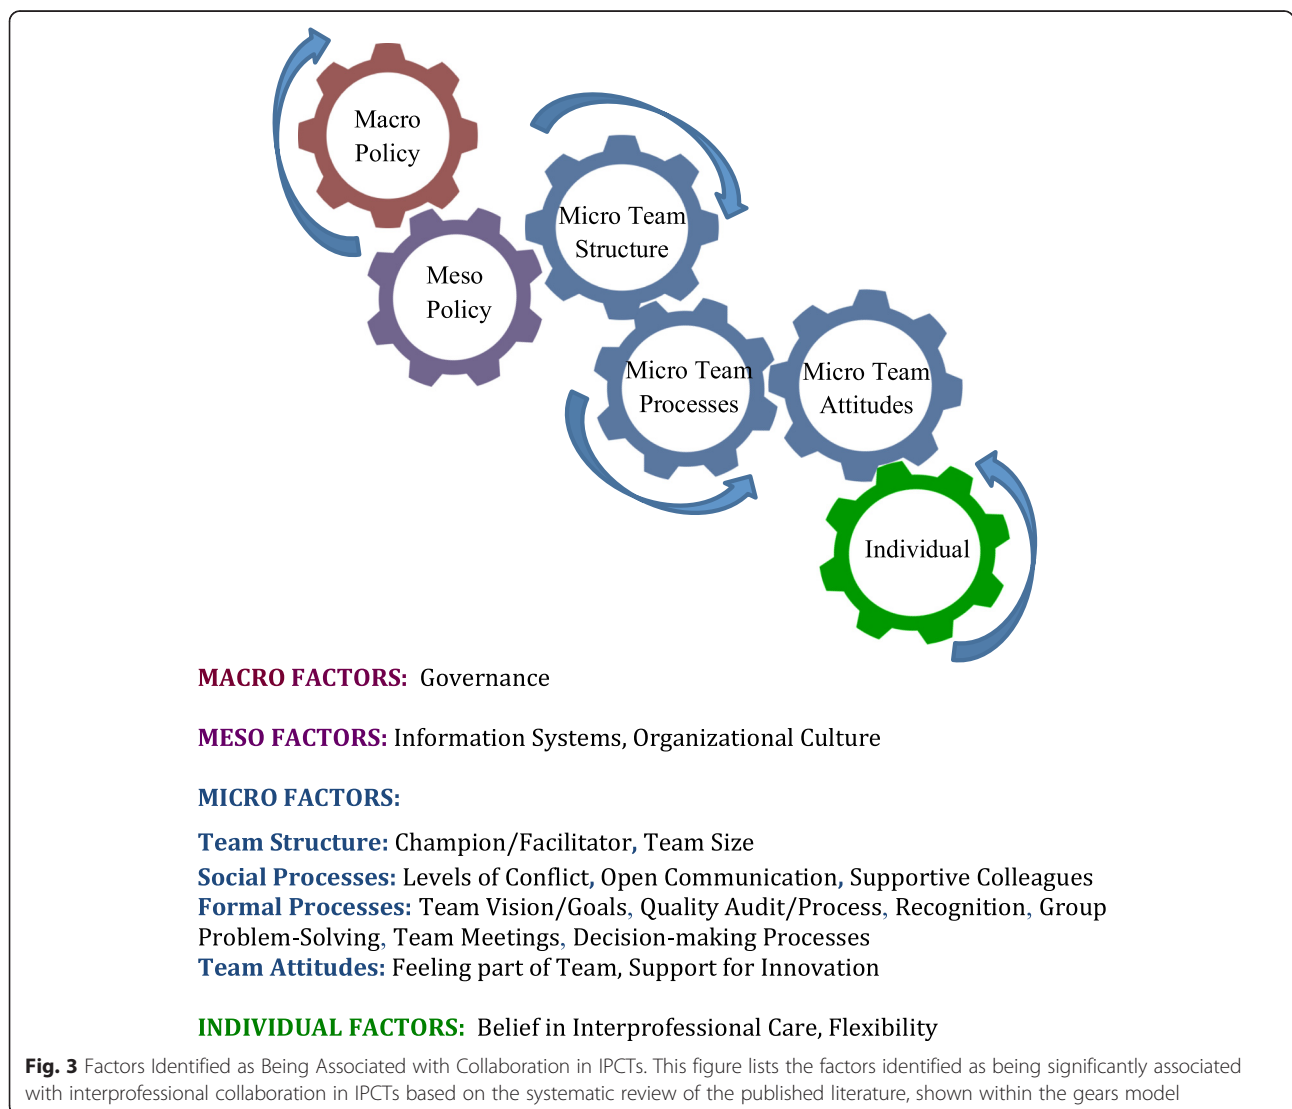 Macro
Policy
Micro Team
Structure
Meso
Policy
Micro Team
Processes
Micro Team
Attitudes
Individual
MACRO FACTORS: Governance
MESO FACTORS: Information Systems, Organizational Culture
MICRO FACTORS:
Team Structure: Champion/Facilitator, Team Size
Social Processes: Levels of Conflict, Open Communication, Supportive Colleagues
Formal Processes: Team Vision/Goals, Quality Audit/Process, Recognition, Group
Problem-Solving, Team Meetings, Decision-making Processes
Team Attitudes: Feeling part of Team, Support for Innovation
INDIVIDUAL FACTORS: Belief in Interprofessional Care, Flexibility
Fig. 3 Factors Identified as Being Associated with Collaboration in IPCTs. This figure lists the factors identified as being significantly associated
with interprofessional collaboration in IPCTs based on the systematic review of the published literature, shown within the gears model